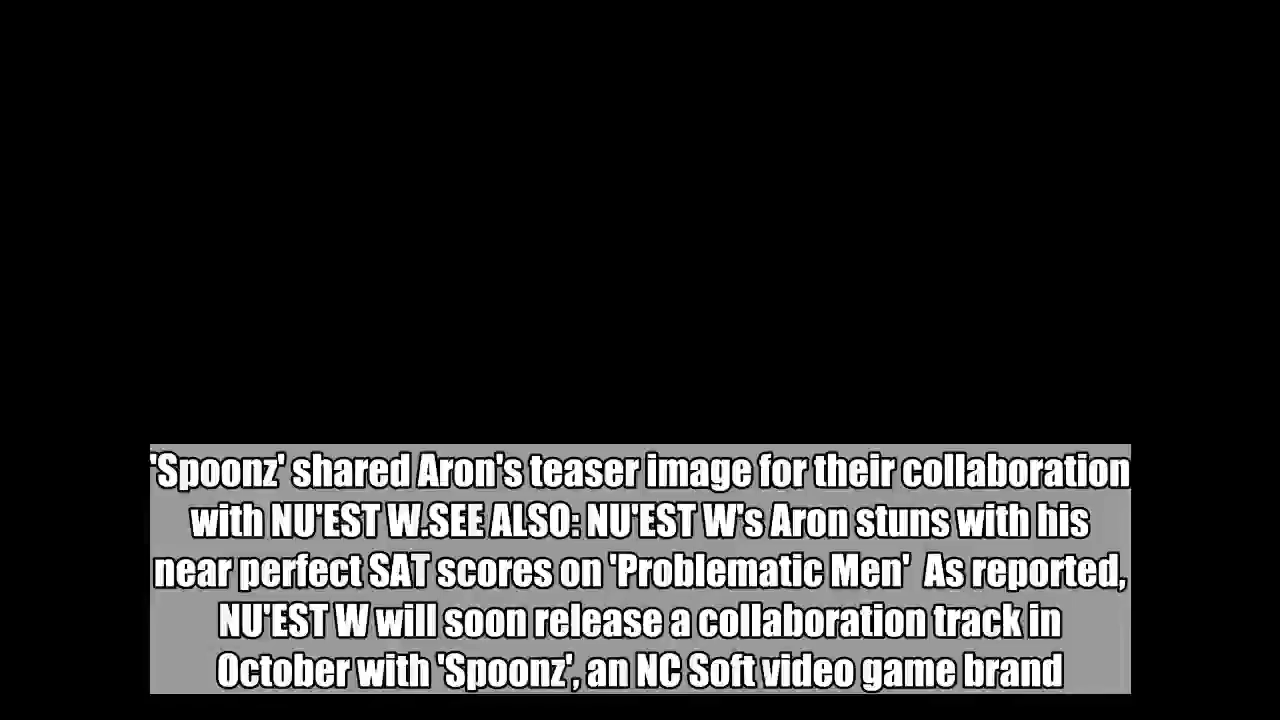 'Spoonz' shared Aron's teaser image for their collaboration
with NU'EST W.SEE ALSO: NU'EST W's Aron stuns with his
near perfect SAT scores on 'Problematic Men'  As reported,
NU'EST W will soon release a collaboration track in
October with 'Spoonz', an NC Soft video game brand